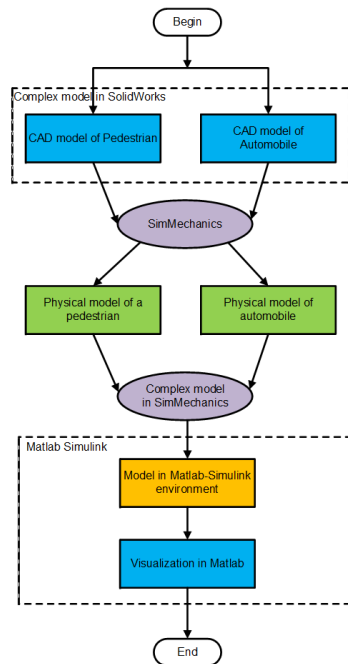 Begin
Complex model in SolidWorks
CAD model of Pedestrian
CAD model of
Automobile
SimMechanics
Physical model of a
pedestrian
Physical model of
automobile
Complex model
in SimMechanics
Matlab Simulink
Model in Matlab-Simulink
environment
Visualization in Matlab
End